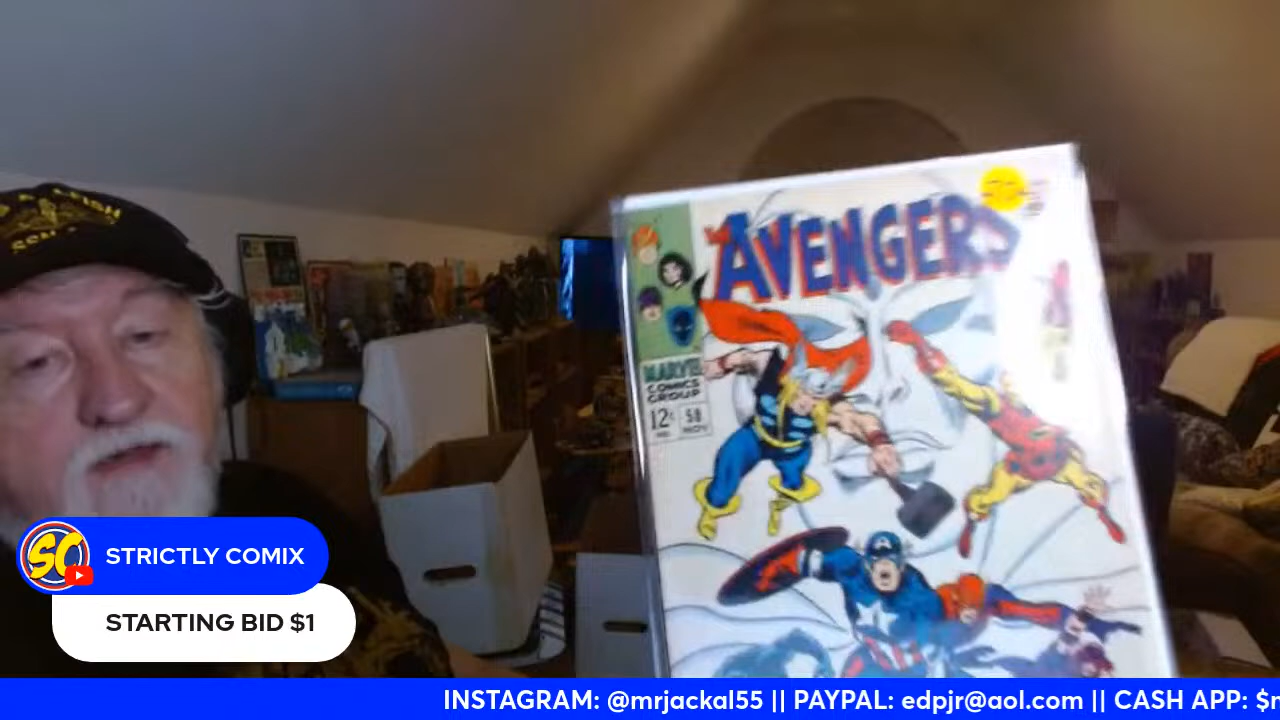 THE AVENGERS
MARVEL
COMICS
GROUP
12¢ 58
NOV
SC
STRICTLY COMIX
STARTING BID $1
INSTAGRAM: @mrjackal55 || PAYPAL: edpjr@aol.com || CASH APP: